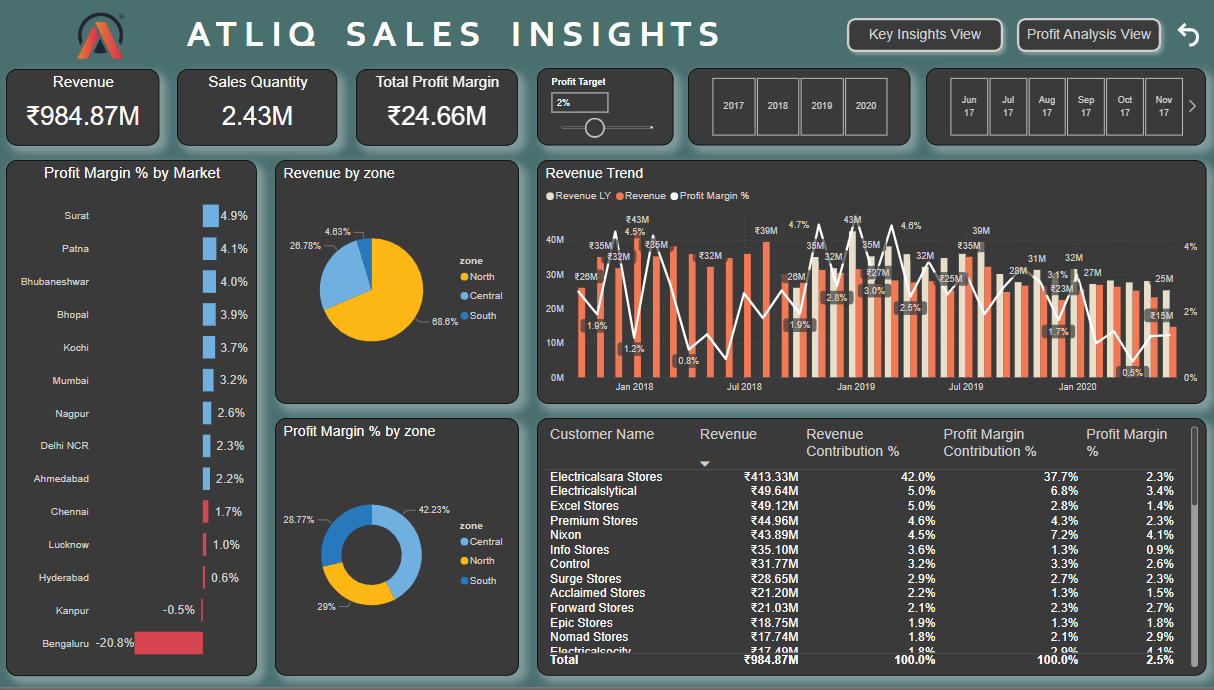 ATLIQ SALES INSIGHTS
Key Insights View
Profit Analysis View
Revenue
₹984.87M
Sales Quantity
2.43M
Total Profit Margin
₹24.66M
Profit Target
2%
2017 2018 2019 2020
Jun 17 Jul 17 Aug 17 Sep 17 Oct 17 Nov 17
Profit Margin % by Market
Surat 4.9%
Patna 4.1%
Bhubaneshwar 4.0%
Bhopal 3.9%
Kochi 3.7%
Mumbai 3.2%
Nagpur 2.6%
Delhi NCR 2.3%
Ahmedabad 2.2%
Chennai 1.7%
Lucknow 1.0%
Hyderabad 0.6%
Kanpur -0.5%
Bengaluru -20.8%
Revenue by zone
4.63%
26.78%
68.6%
zone
North
Central
South
Profit Margin % by zone
42.23%
28.77%
29%
zone
Central
North
South
Revenue Trend
Revenue LY Revenue Profit Margin %
40M 30M 20M 10M 0M
4% 2% 0%
₹26M ₹35M ₹32M ₹43M 4.5% ₹35M ₹32M ₹39M 26M 4.7% 35M 32M 43M 35M ₹27M 4.6% 32M ₹25M ₹35M 39M 28M 31M 3.1% ₹23M 32M 27M 25M ₹15M
1.9% 1.2% 0.8% 1.9% 2.8% 3.0% 2.5% 1.7% 0.5%
Jan 2018 Jul 2018 Jan 2019 Jul 2019 Jan 2020
Customer Name Revenue Revenue Contribution % Profit Margin Contribution % Profit Margin %
Electricalsara Stores ₹413.33M 42.0% 37.7% 2.3%
Electricalslytical ₹49.64M 5.0% 6.8% 3.4%
Excel Stores ₹49.12M 5.0% 2.8% 1.4%
Premium Stores ₹44.96M 4.6% 4.3% 2.3%
Nixon ₹43.89M 4.5% 7.2% 4.1%
Info Stores ₹35.10M 3.6% 1.3% 0.9%
Control ₹31.77M 3.2% 3.3% 2.6%
Surge Stores ₹28.65M 2.9% 2.7% 2.3%
Acclaimed Stores ₹21.20M 2.2% 1.3% 1.5%
Forward Stores ₹21.03M 2.1% 2.3% 2.7%
Epic Stores ₹18.75M 1.9% 1.3% 1.8%
Nomad Stores ₹17.74M 1.8% 2.1% 2.9%
Electricalsocity ₹17.49M 1.8% 2.9% 4.1%
Total ₹984.87M 100.0% 100.0% 2.5%